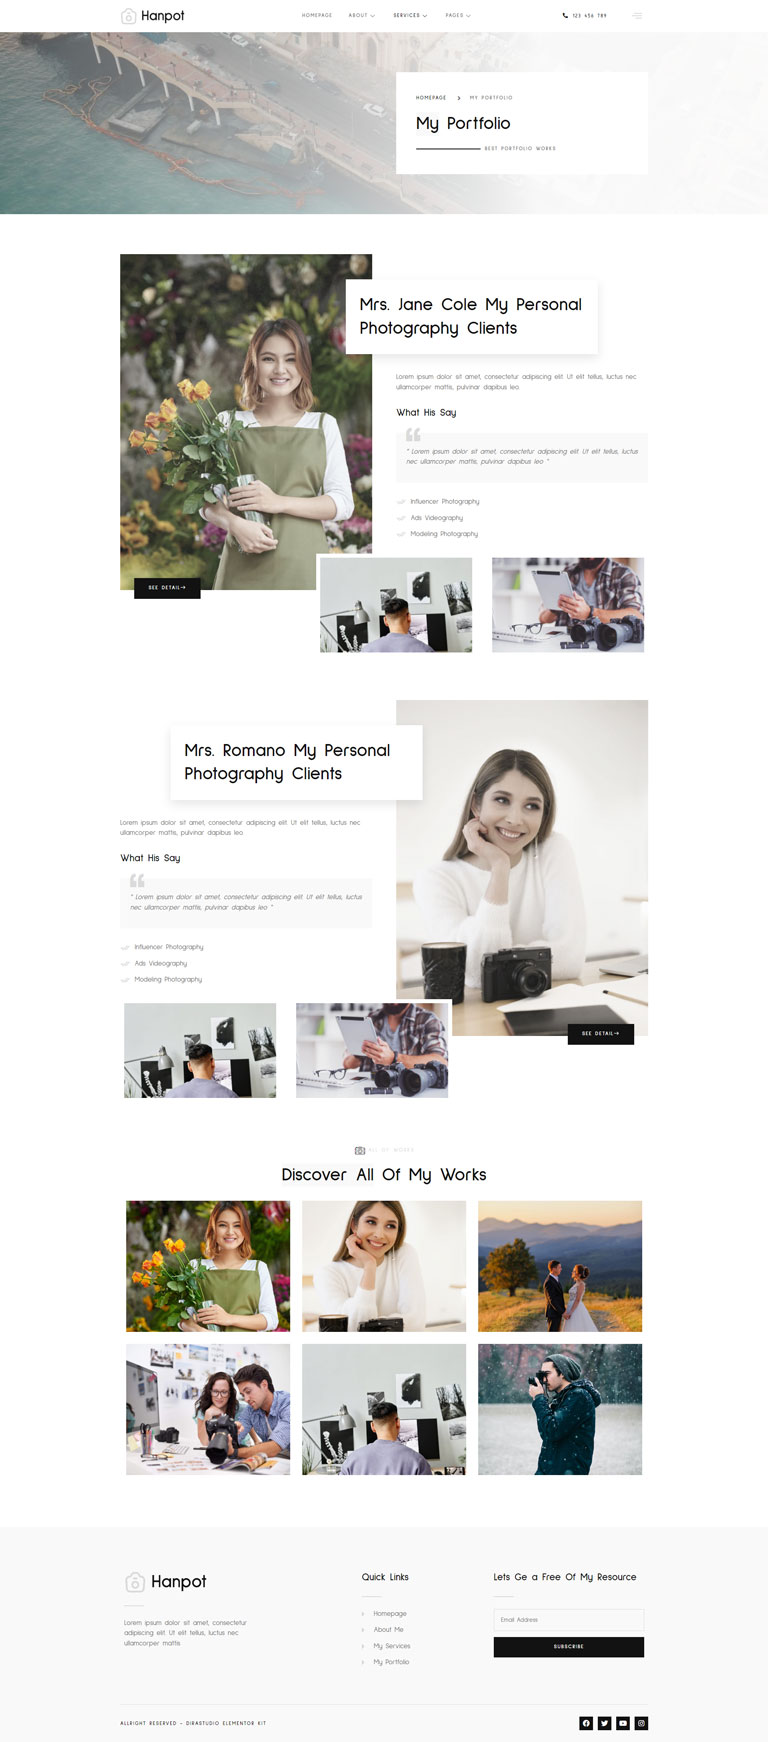 Hanpot
HOMEPAGE
ABOUT
SERVICES
PAGES
123 456 789
HOMEPAGE
MY PORTFOLIO
My Portfolio
BEST PORTFOLIO WORKS
Mrs. Jane Cole My Personal
Photography Clients
Lorem ipsum dolor sit amet, consectetur adipiscing elit. Ut elit tellus, luctus nec
ullamcorper mattis, pulvinar dapibus leo.
What His Say
" Lorem ipsum dolor sit amet, consectetur adipiscing elit. Ut elit tellus, luctus
nec ullamcorper mattis, pulvinar dapibus leo "
Influencer Photography
Ads Videography
Modeling Photography
SEE DETAIL
Mrs. Romano My Personal
Photography Clients
Lorem ipsum dolor sit amet, consectetur adipiscing elit. Ut elit tellus, luctus nec
ullamcorper mattis, pulvinar dapibus leo
What His Say
" Lorem ipsum dolor sit amet, consectetur adipiscing elit. Ut elit tellus, luctus
nec ullamcorper mattis, pulvinar dapibus leo "
Influencer Photography
Ads Videography
Modeling Photography
SEE DETAIL
ALL MY WORKS
Discover All Of My Works
Hanpot
Lorem ipsum dolor sit amet, consectetur
adipiscing elit. Ut elit tellus, luctus nec
ullamcorper mattis
Quick Links
Homepage
About Me
My Services
My Portfolio
Lets Ge a Free Of My Resource
Email Address
SUBSCRIBE
ALLRIGHT RESERVED - DIRASTUDIO ELEMENTOR KIT